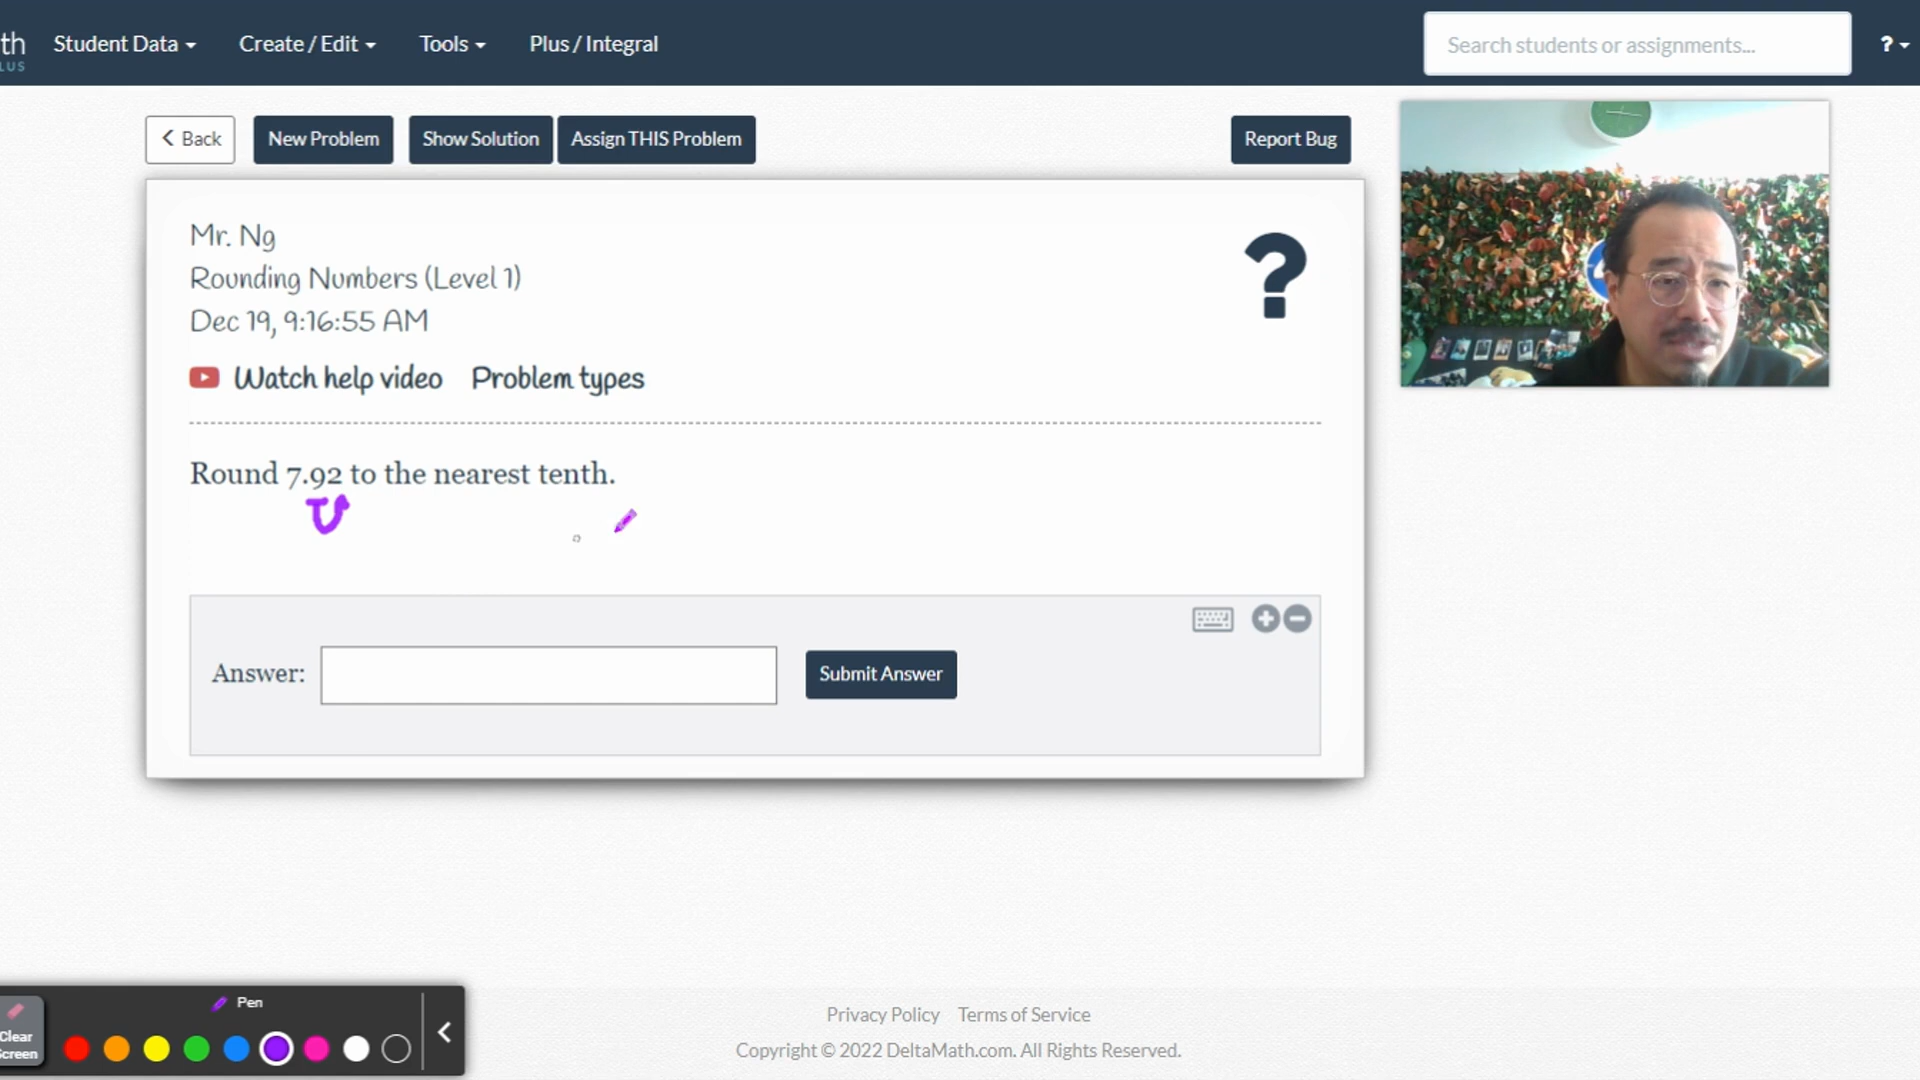 th
LUS
Student Data
Create / Edit
Tools
Plus / Integral
Search students or assignments...
?
Back
New Problem
Show Solution
Assign THIS Problem
Report Bug
Mr. Ng
Rounding Numbers (Level 1)
Dec 19, 9:16:55 AM
?
Watch help video
Problem types
Round 7.92 to the nearest tenth.
Answer:
Submit Answer
Pen
Clear
Screen
Privacy Policy
Terms of Service
Copyright © 2022 DeltaMath.com. All Rights Reserved.